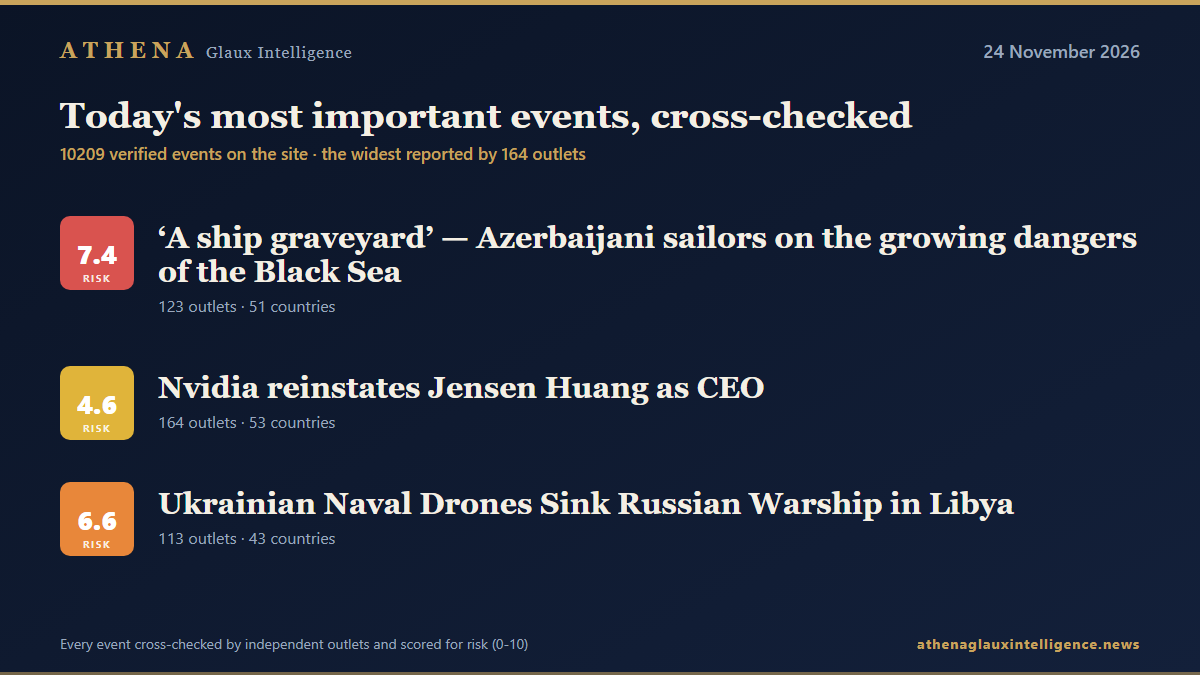 ATHENA Glaux Intelligence
24 November 2026
Today's most important events, cross-checked
10209 verified events on the site · the widest reported by 164 outlets
7.4
RISK
‘A ship graveyard’ — Azerbaijani sailors on the growing dangers
of the Black Sea
123 outlets · 51 countries
4.6
RISK
Nvidia reinstates Jensen Huang as CEO
164 outlets · 53 countries
6.6
RISK
Ukrainian Naval Drones Sink Russian Warship in Libya
113 outlets · 43 countries
Every event cross-checked by independent outlets and scored for risk (0-10)
athenaglauxintelligence.news